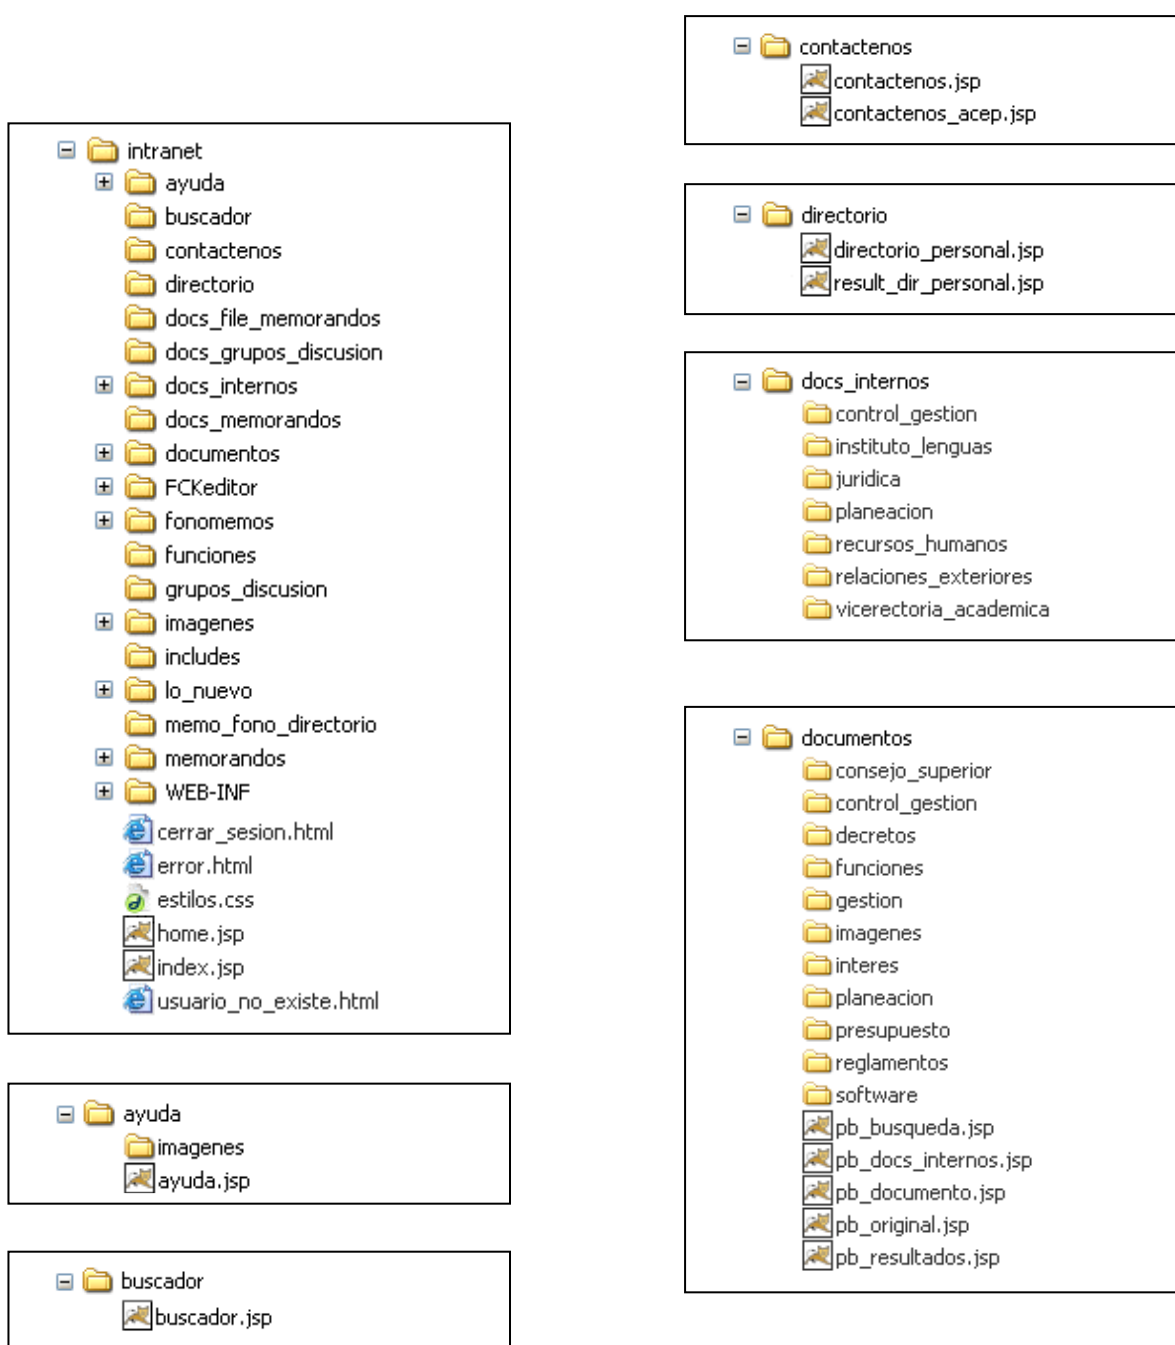 intranet
ayuda
buscador
contactenos
directorio
docs_file_memorandos
docs_grupos_discusion
docs_internos
docs_memorandos
documentos
FCKeditor
fonomemos
funciones
grupos_discusion
imagenes
includes
lo_nuevo
memo_fono_directorio
memorandos
WEB-INF
cerrar_sesion.html
error.html
estilos.css
home.jsp
index.jsp
usuario_no_existe.html
ayuda
imagenes
ayuda.jsp
buscador
buscador.jsp
contactenos
contactenos.jsp
contactenos_acep.jsp
directorio
directorio_personal.jsp
result_dir_personal.jsp
docs_internos
control_gestion
instituto_lenguas
juridica
planeacion
recursos_humanos
relaciones_exteriores
vicerectoria_academica
documentos
consejo_superior
control_gestion
decretos
funciones
gestion
imagenes
interes
planeacion
presupuesto
reglamentos
software
pb_busqueda.jsp
pb_docs_internos.jsp
pb_documento.jsp
pb_original.jsp
pb_resultados.jsp